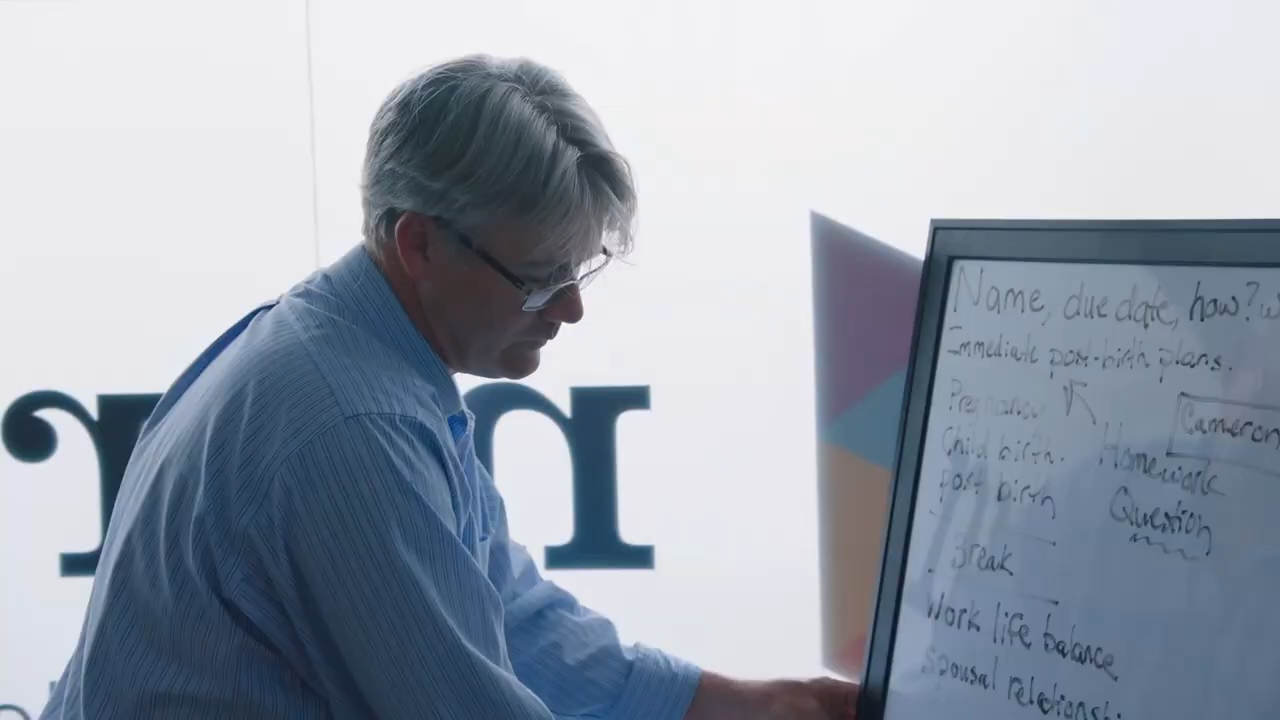 Name, due date, how?
Immediate post-birth plans.
Pregnancy
Child birth.
post birth
Cameron
Homework
Question
Break
Work life balance
Spousal